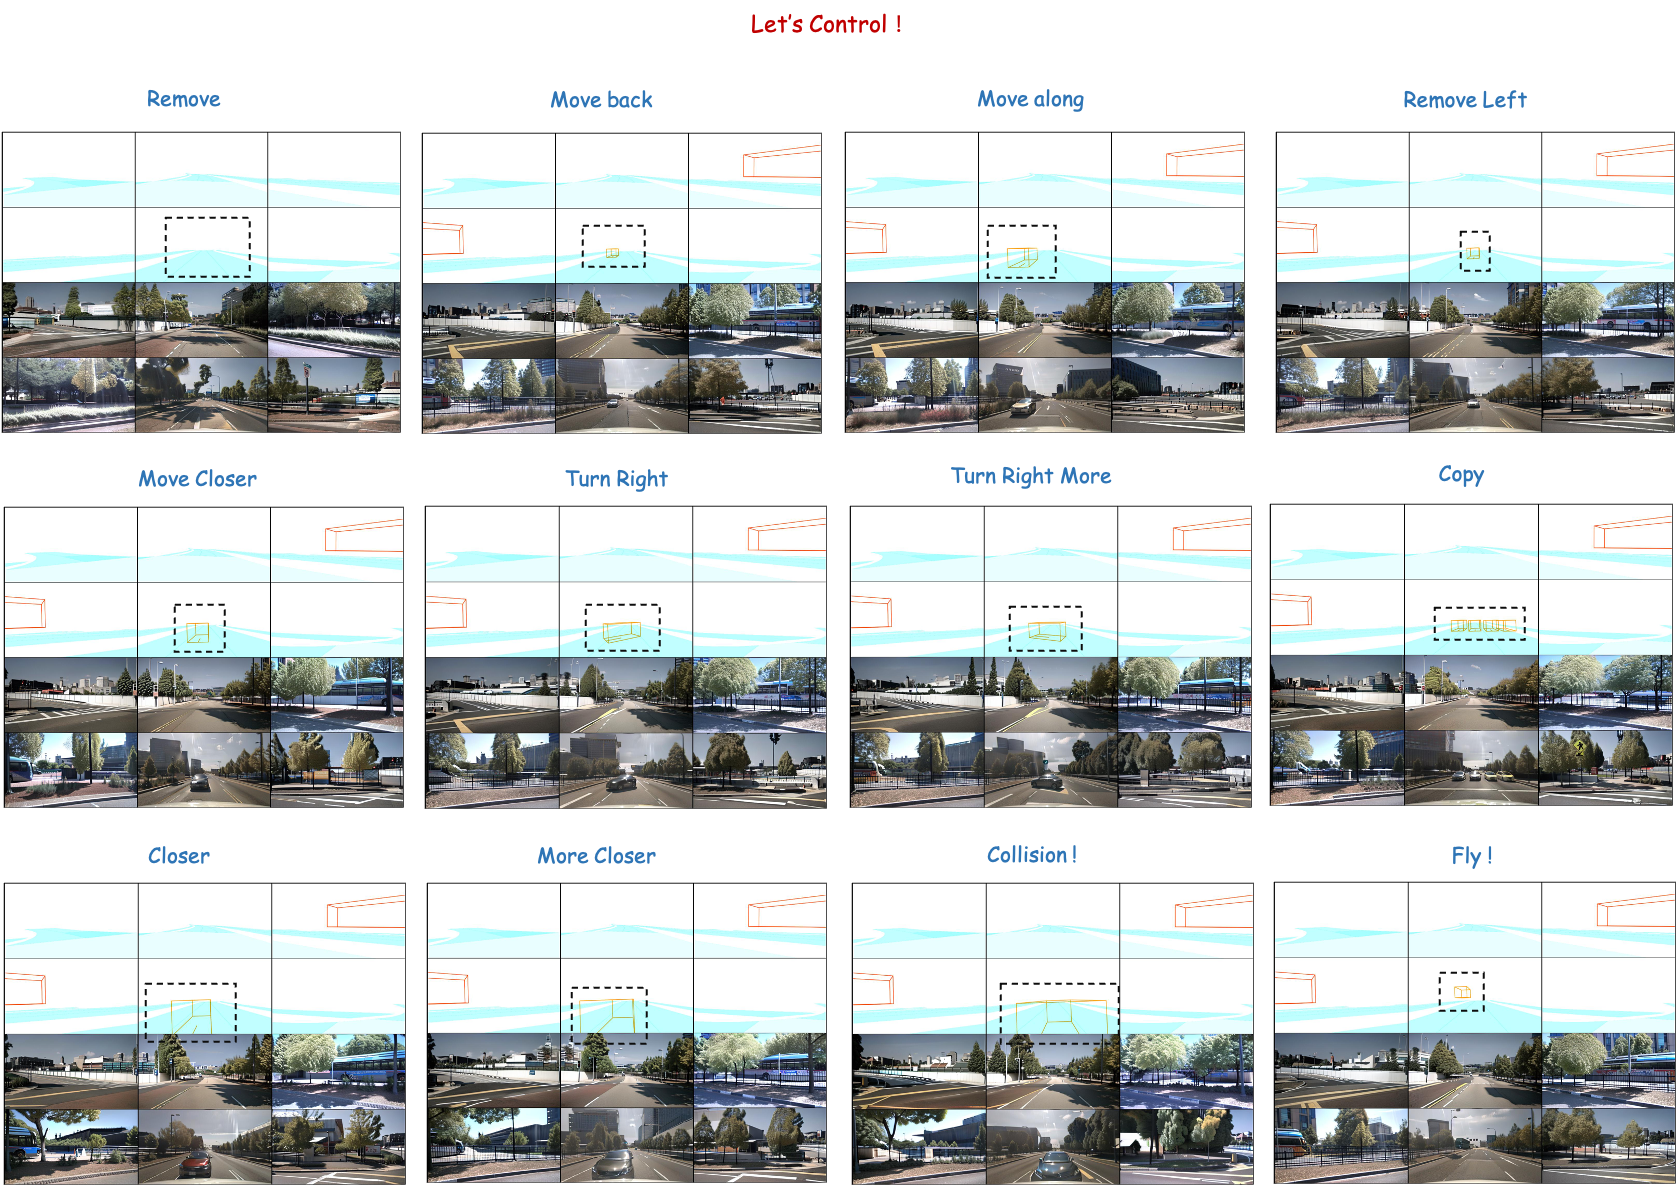 Let's Control !
Remove
Move back
Move along
Remove Left
Move Closer
Turn Right
Turn Right More
Copy
Closer
More Closer
Collision !
Fly !